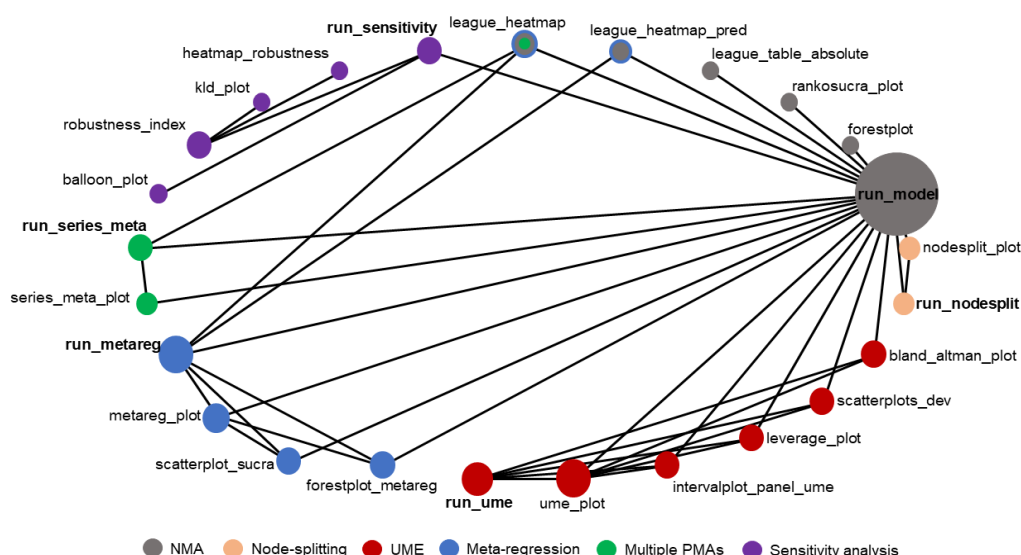 league_heatmap
run_sensitivity
league_heatmap_pred
heatmap_robustness
league_table_absolute
kld_plot
rankosucra_plot
robustness_index
forestplot
balloon_plot
run_model
run_series_meta
nodesplit_plot
series_meta_plot
run_nodesplit
run_metareg
bland_altman_plot
scatterplots_dev
metareg_plot
leverage_plot
scatterplot_sucra
forestplot_metareg
intervalplot_panel_ume
run_ume
ume_plot
NMA Node-splitting UME Meta-regression Multiple PMAs Sensitivity analysis